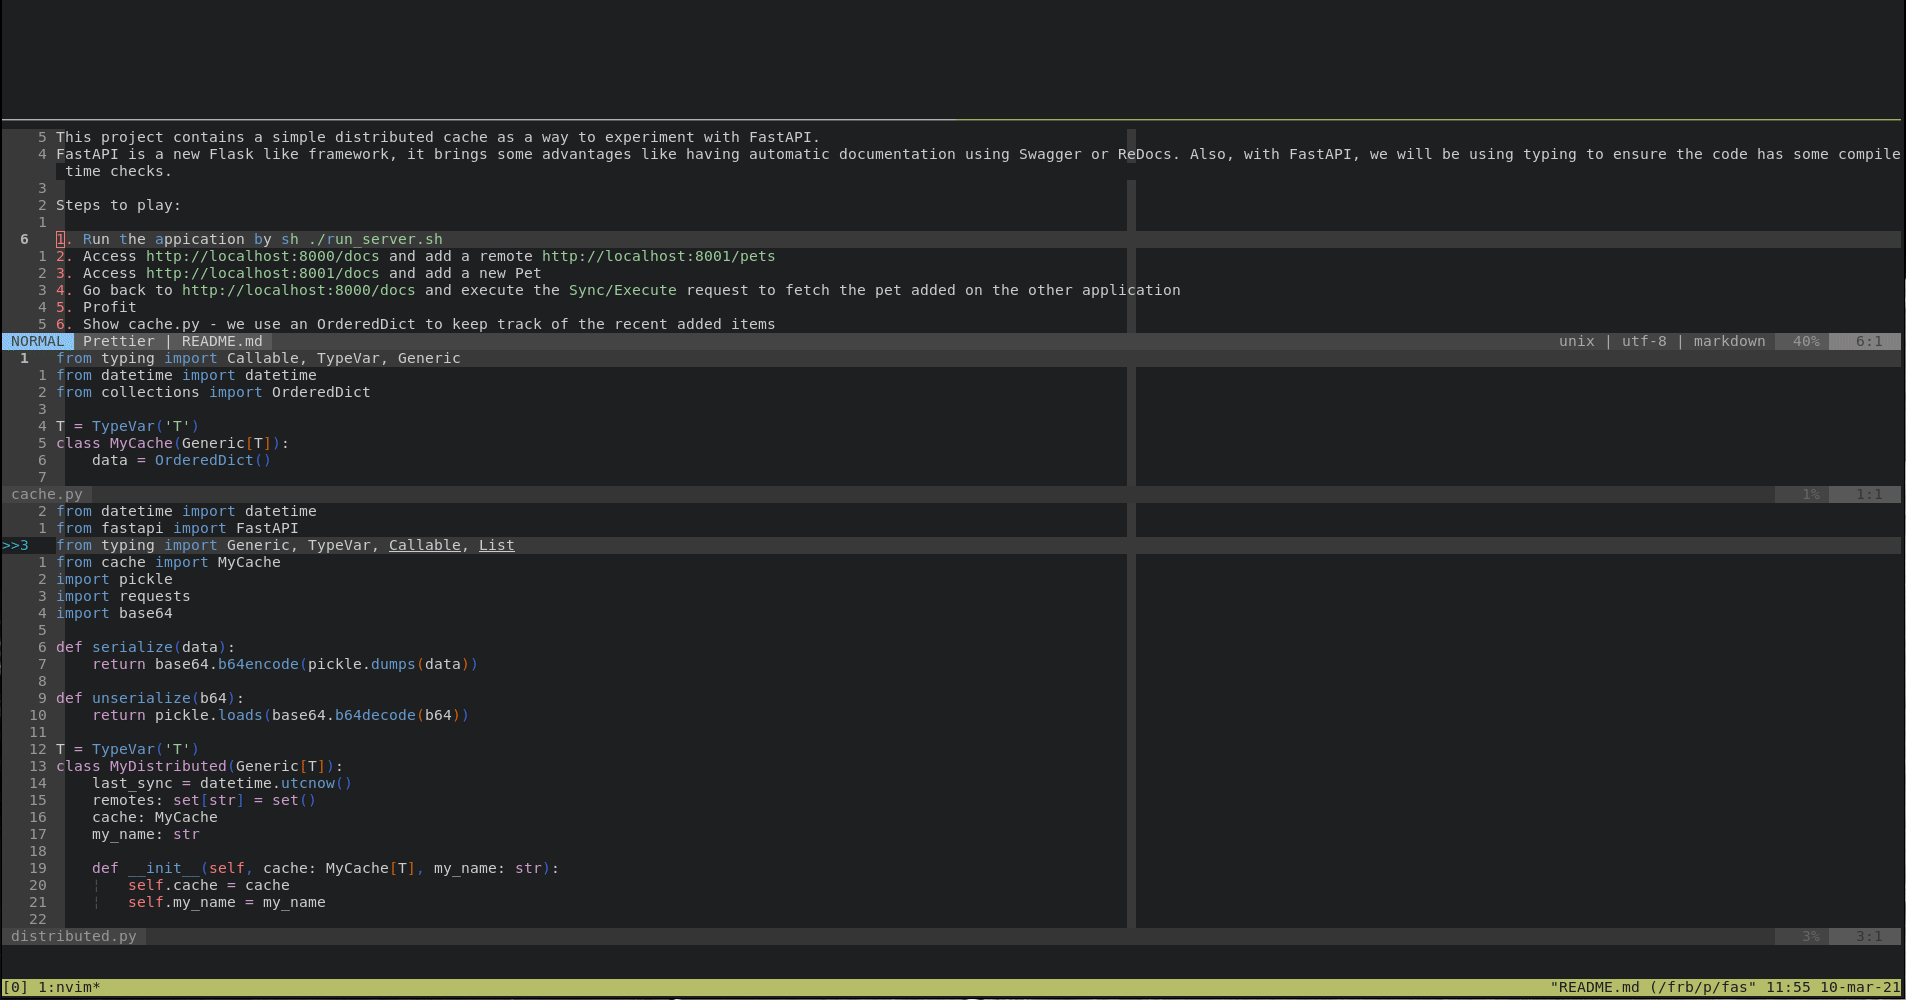 5 This project contains a simple distributed cache as a way to experiment with FastAPI.
4 FastAPI is a new Flask like framework, it brings some advantages like having automatic documentation using Swagger or ReDocs. Also, with FastAPI, we will be using typing to ensure the code has some compile
time checks.
3
2 Steps to play:
1
6 1. Run the appication by sh ./run_server.sh
1 2. Access http://localhost:8000/docs and add a remote http://localhost:8001/pets
2 3. Access http://localhost:8001/docs and add a new Pet
3 4. Go back to http://localhost:8000/docs and execute the Sync/Execute request to fetch the pet added on the other application
4 5. Profit
5 6. Show cache.py - we use an OrderedDict to keep track of the recent added items
NORMAL Prettier | README.md unix | utf-8 | markdown 40% 6:1
1 from typing import Callable, TypeVar, Generic
1 from datetime import datetime
2 from collections import OrderedDict
3
4 T = TypeVar('T')
5 class MyCache(Generic[T]):
6     data = OrderedDict()
7
cache.py 1% 1:1
2 from datetime import datetime
1 from fastapi import FastAPI
>>3 from typing import Generic, TypeVar, Callable, List
1 from cache import MyCache
2 import pickle
3 import requests
4 import base64
5
6 def serialize(data):
7     return base64.b64encode(pickle.dumps(data))
8
9 def unserialize(b64):
10     return pickle.loads(base64.b64decode(b64))
11
12 T = TypeVar('T')
13 class MyDistributed(Generic[T]):
14     last_sync = datetime.utcnow()
15     remotes: set[str] = set()
16     cache: MyCache
17     my_name: str
18
19     def __init__(self, cache: MyCache[T], my_name: str):
20     ¦   self.cache = cache
21     ¦   self.my_name = my_name
22
distributed.py 3% 3:1
[0] 1:nvim* "README.md (/frb/p/fas" 11:55 10-mar-21